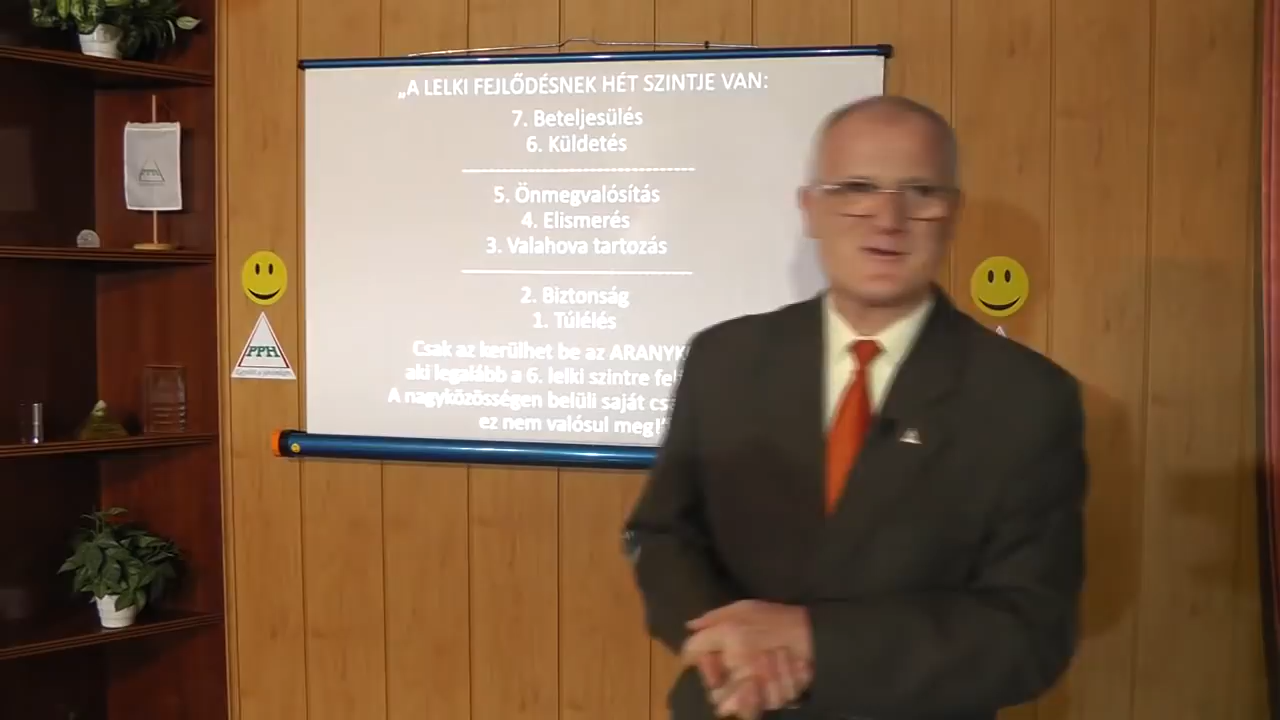 „A LELKI FEJLŐDÉSNEK HÉT SZINTJE VAN:
7. Beteljesülés
6. Küldetés
5. Önmegvalósítás
4. Elismerés
3. Valahova tartozás
2. Biztonság
1. Túlélés
Csak az kerülhet be az
aki legalább a 6. lelki szintre
A nagyközösségen belüli saját
ez nem valósul meg!”
PPH